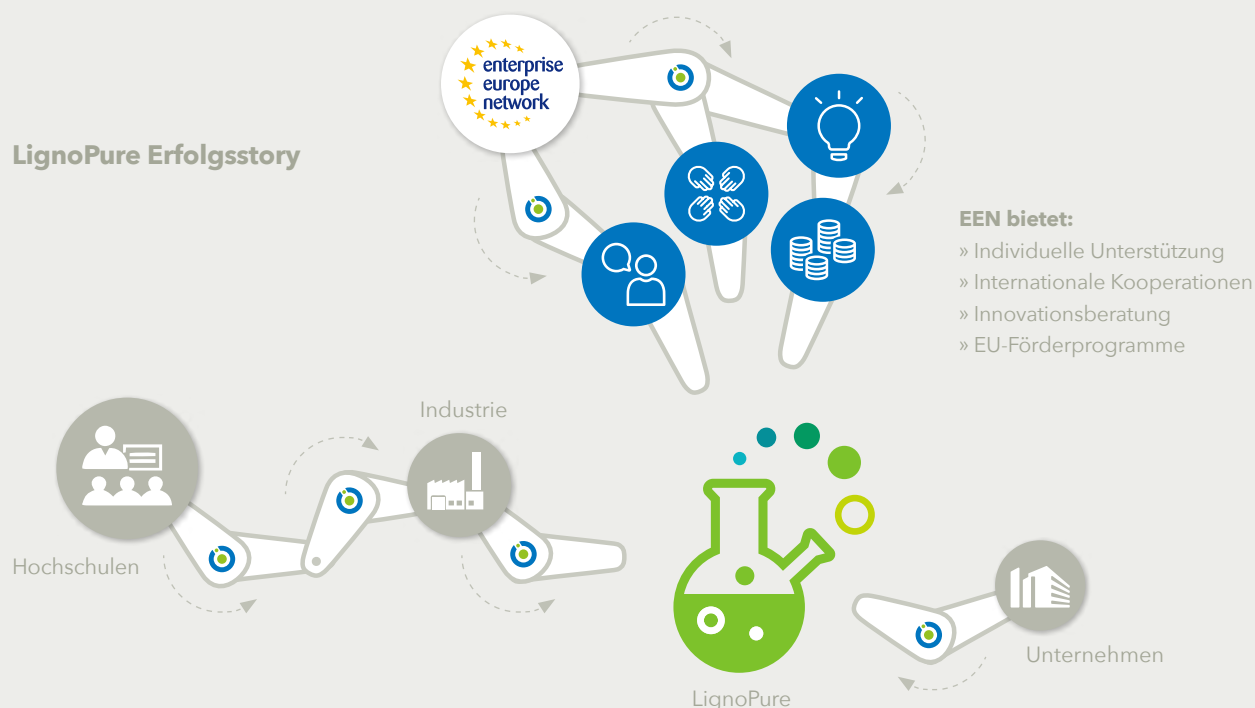 enterprise
europe
network
LignoPure Erfolgsstory
EEN bietet:
» Individuelle Unterstützung
» Internationale Kooperationen
» Innovationsberatung
» EU-Förderprogramme
Industrie
Hochschulen
Unternehmen
LignoPure